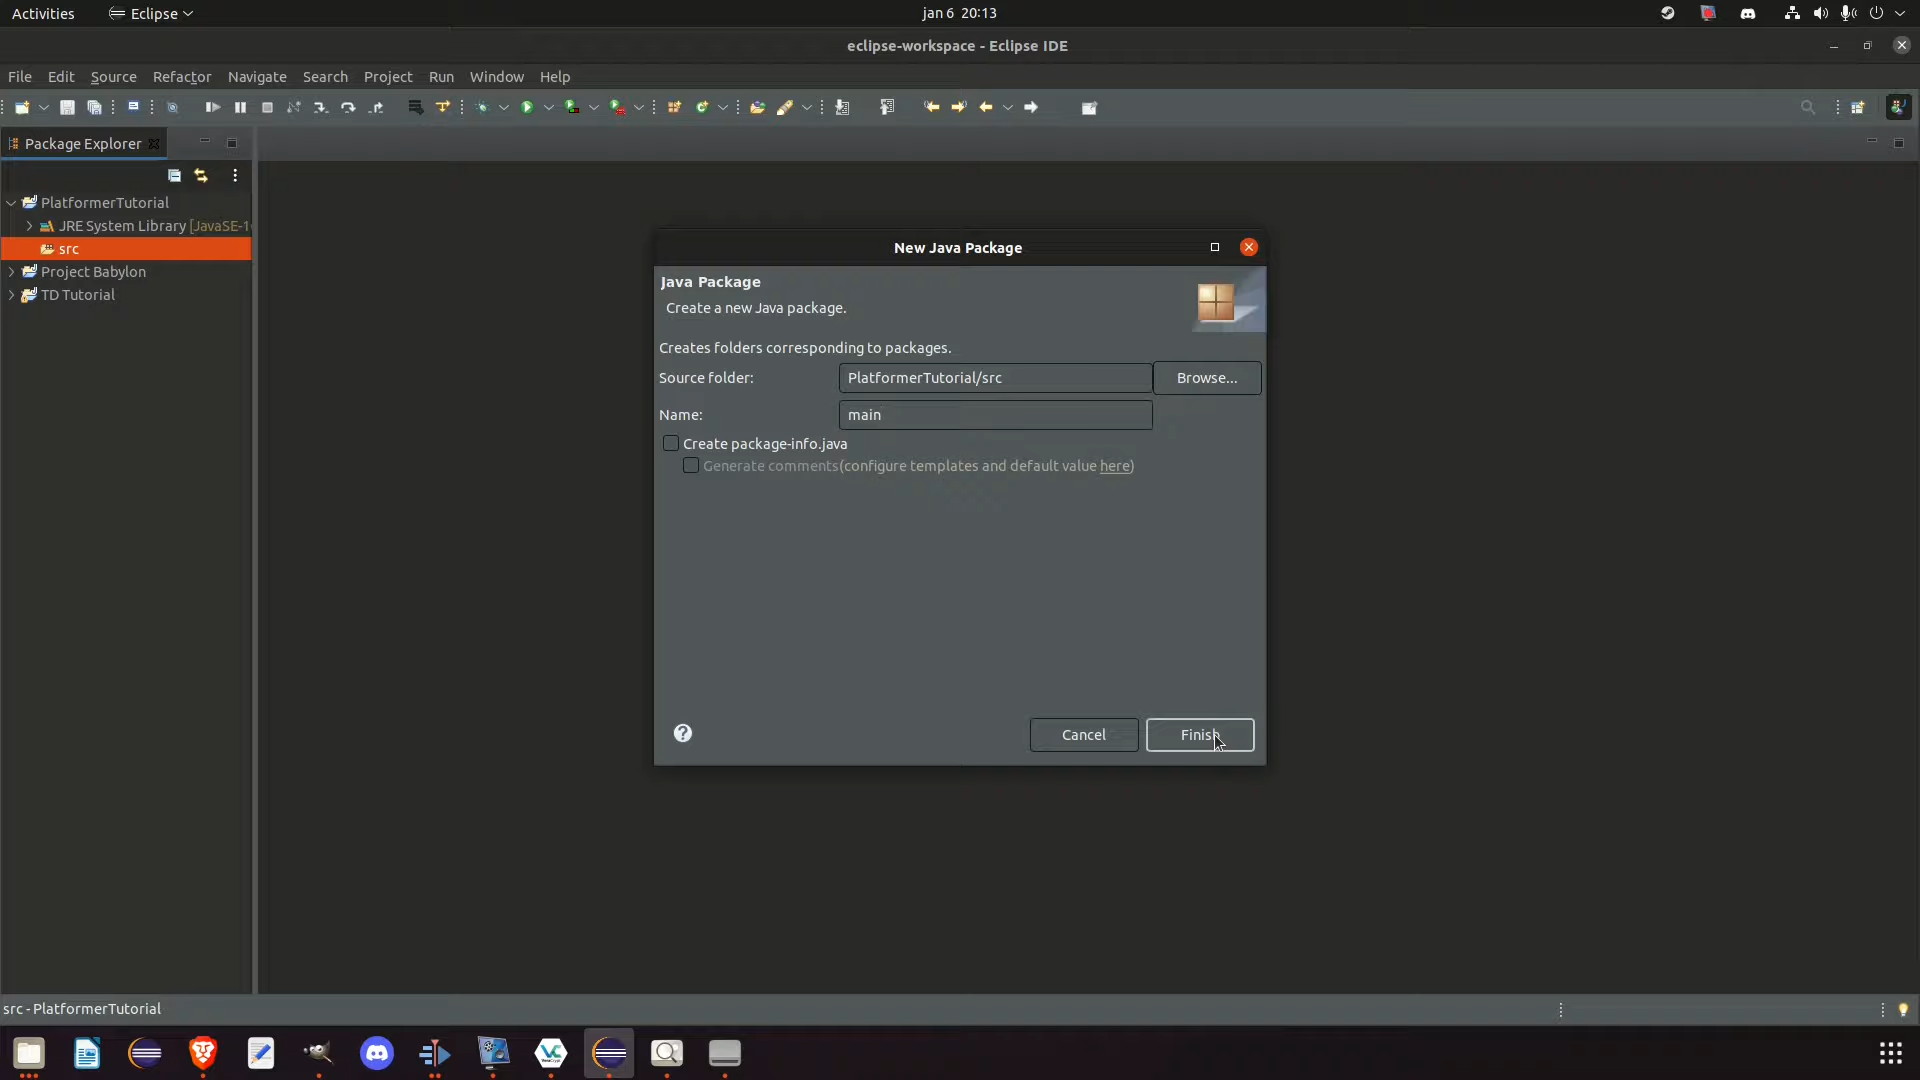 Activities
Eclipse
jan 6 20:13
eclipse-workspace - Eclipse IDE
File Edit Source Refactor Navigate Search Project Run Window Help
Package Explorer
PlatformerTutorial
JRE System Library [JavaSE-1
src
Project Babylon
TD Tutorial
New Java Package
Java Package
Create a new Java package.
Creates folders corresponding to packages.
Source folder: PlatformerTutorial/src Browse...
Name: main
Create package-info.java
Generate comments(configure templates and default value here)
Cancel Finish
src - PlatformerTutorial